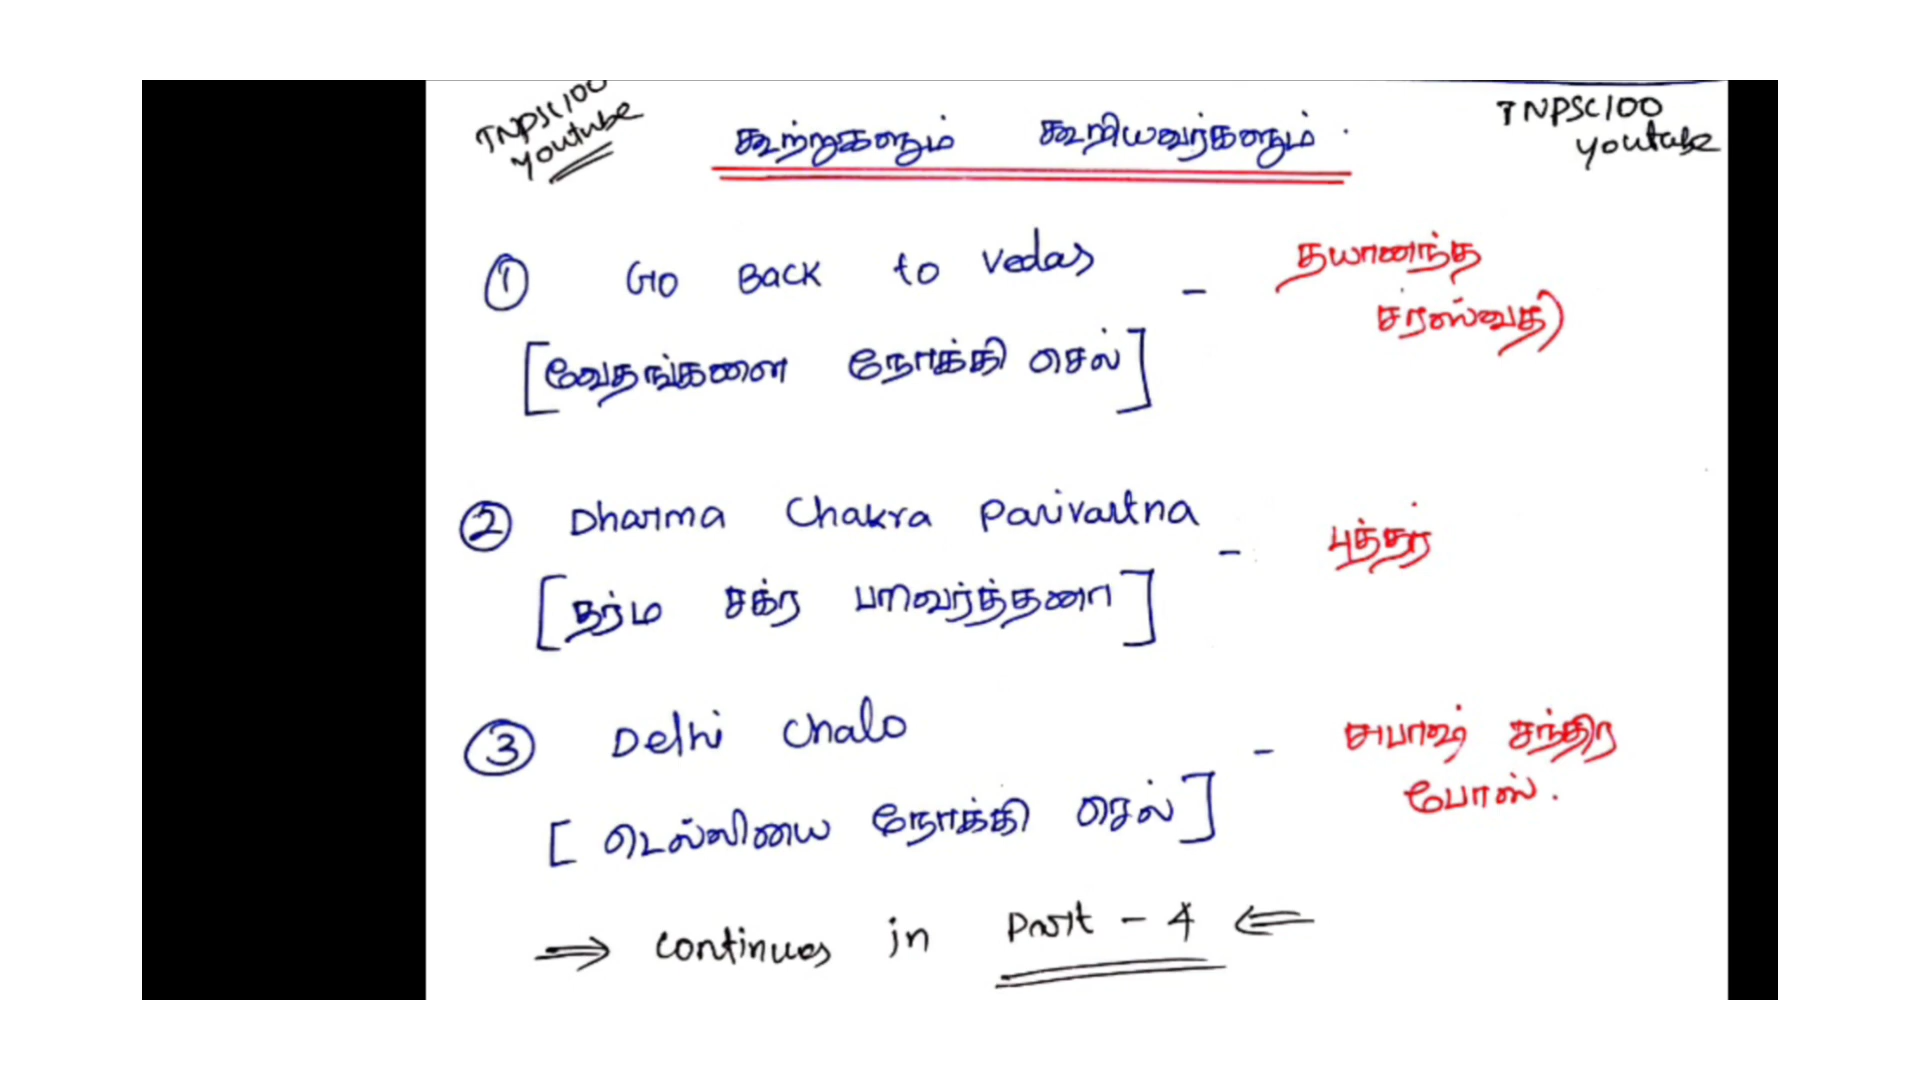 TNPSC100
Youtube
கூற்றுகளும் கூறியவர்களும்.
TNPSC100
Youtube
① Go Back to Vedas - தயானந்த
சரஸ்வதி
[வேதங்களை நோக்கி செல்]
② Dharma Chakra Parivartna - புத்தர்
[தர்ம சக்ர பரிவர்த்தனா]
③ Delhi Chalo - சுபாஷ் சந்திர
போஸ்.
[டெல்லியை நோக்கி செல்]
⇒ Continues in Part - 4 ⇐